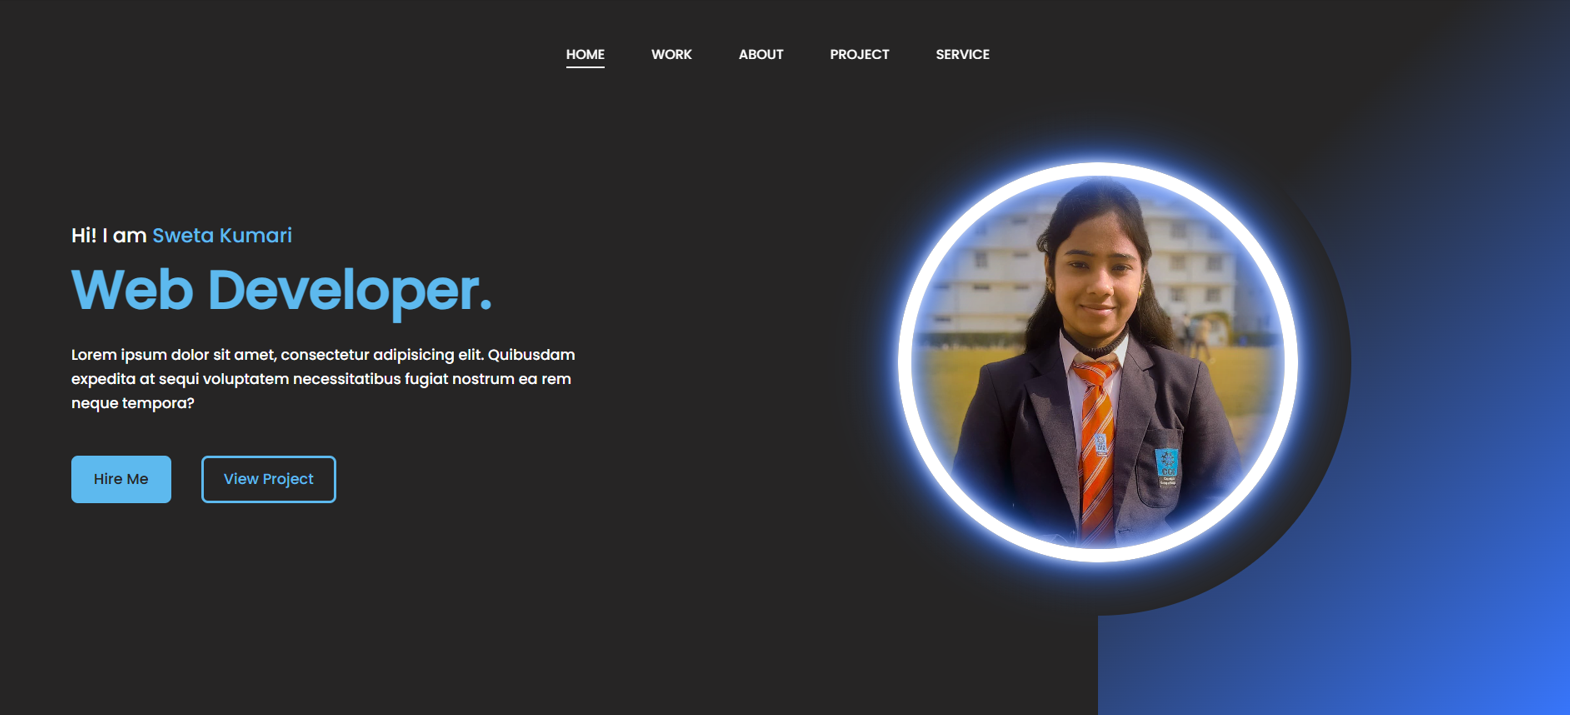 HOME WORK ABOUT PROJECT SERVICE
Hi! I am Sweta Kumari
Web Developer.
Lorem ipsum dolor sit amet, consectetur adipisicing elit. Quibusdam
expedita at sequi voluptatem necessitatibus fugiat nostrum ea rem
neque tempora?
Hire Me View Project